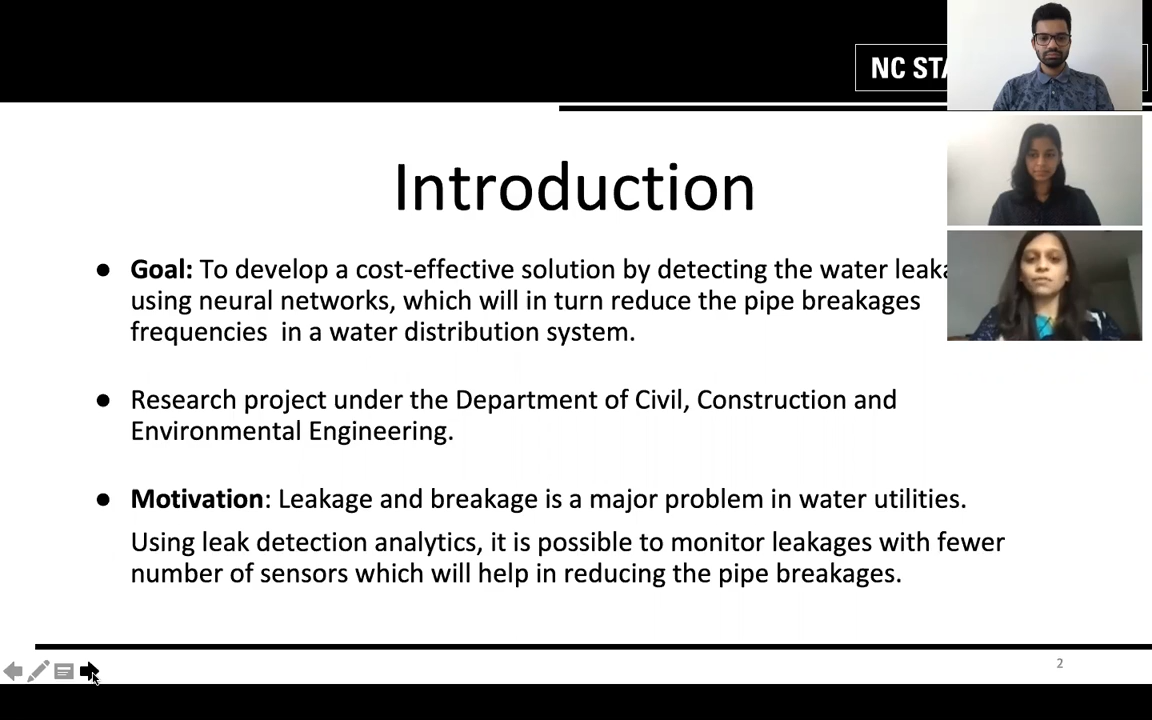 NC STA
Introduction
● Goal: To develop a cost-effective solution by detecting the water leaka
using neural networks, which will in turn reduce the pipe breakages
frequencies in a water distribution system.
● Research project under the Department of Civil, Construction and
Environmental Engineering.
● Motivation: Leakage and breakage is a major problem in water utilities.
Using leak detection analytics, it is possible to monitor leakages with fewer
number of sensors which will help in reducing the pipe breakages.
2